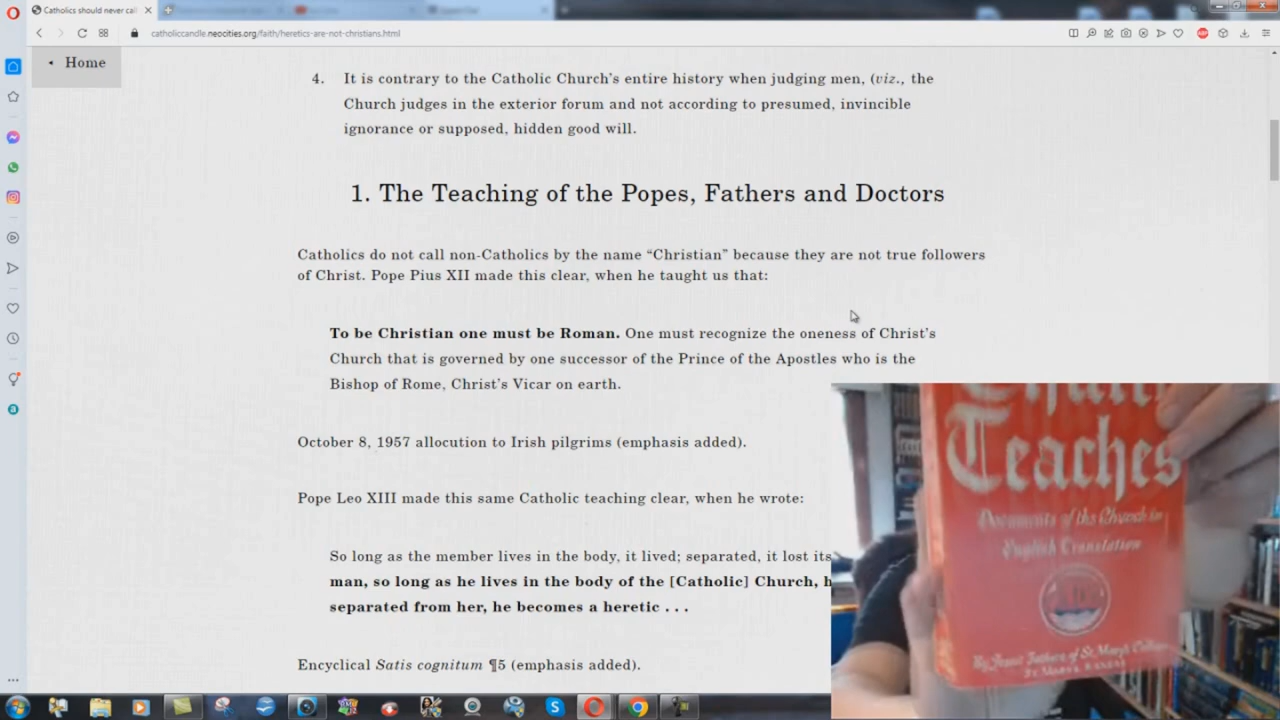 Catholics should never cal
catholiccandle.neocities.org/faith/heretics-are-not-christians.html
Home
4. It is contrary to the Catholic Church's entire history when judging men, (viz., the
Church judges in the exterior forum and not according to presumed, invincible
ignorance or supposed, hidden good will.
1. The Teaching of the Popes, Fathers and Doctors
Catholics do not call non-Catholics by the name “Christian” because they are not true followers
of Christ. Pope Pius XII made this clear, when he taught us that:
To be Christian one must be Roman. One must recognize the oneness of Christ’s
Church that is governed by one successor of the Prince of the Apostles who is the
Bishop of Rome, Christ’s Vicar on earth.
October 8, 1957 allocution to Irish pilgrims (emphasis added).
Pope Leo XIII made this same Catholic teaching clear, when he wrote:
So long as the member lives in the body, it lived; separated, it lost its
man, so long as he lives in the body of the [Catholic] Church, h
separated from her, he becomes a heretic . . .
Encyclical Satis cognitum ¶5 (emphasis added).
Church
Teaches
Documents of the Church in
English Translation
By Jesuit Fathers of St. Mary's
St. Marys Kansas